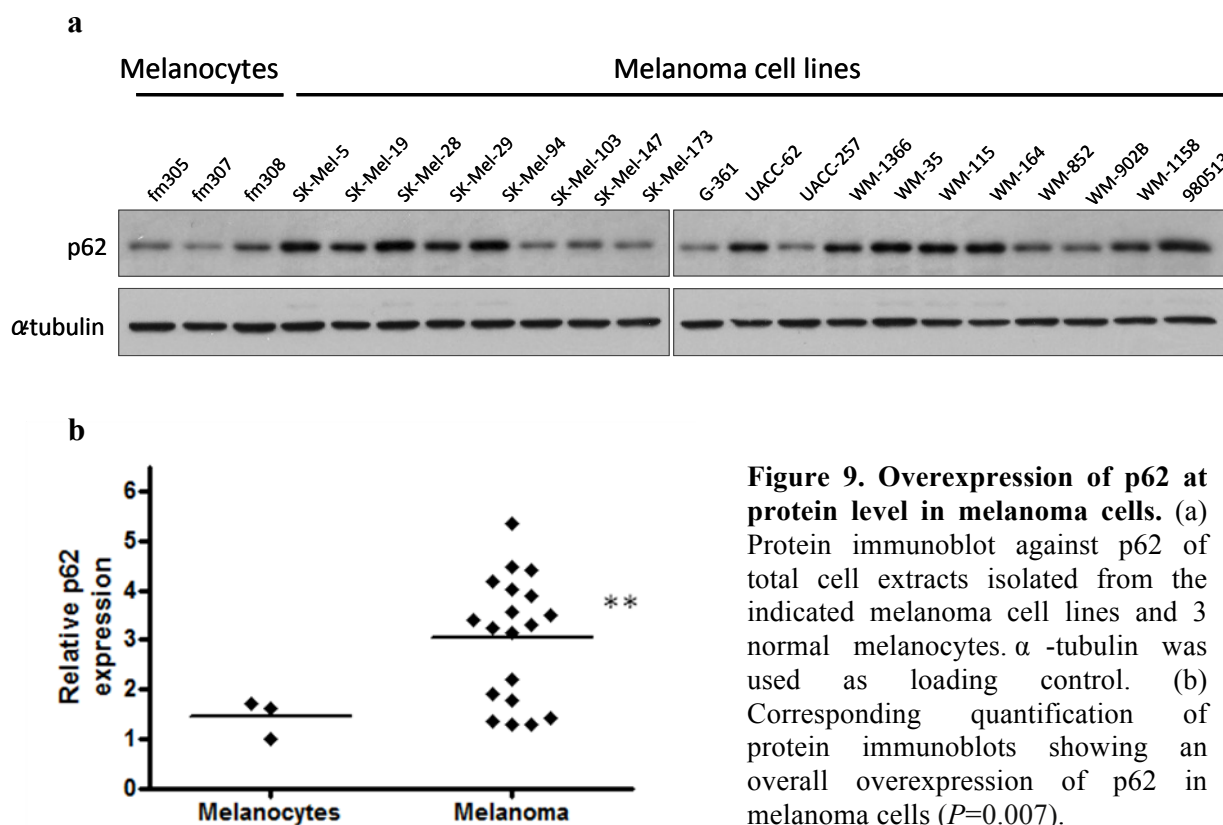 a
Melanocytes Melanoma cell lines
fm305 fm307 fm308 SK-Mel-5 SK-Mel-19 SK-Mel-28 SK-Mel-29 SK-Mel-94 SK-Mel-103 SK-Mel-147 SK-Mel-173 G-361 UACC-62 UACC-257 WM-1366 WM-35 WM-115 WM-164 WM-852 WM-902B WM-1158 98051
p62
α-tubulin
b
Relative p62
expression
6
5
4
3
2
1
0
**
Melanocytes Melanoma
Figure 9. Overexpression of p62 at
protein level in melanoma cells. (a)
Protein immunoblot against p62 of
total cell extracts isolated from the
indicated melanoma cell lines and 3
normal melanocytes. α -tubulin was
used as loading control. (b)
Corresponding quantification of
protein immunoblots showing an
overall overexpression of p62 in
melanoma cells (P=0.007).